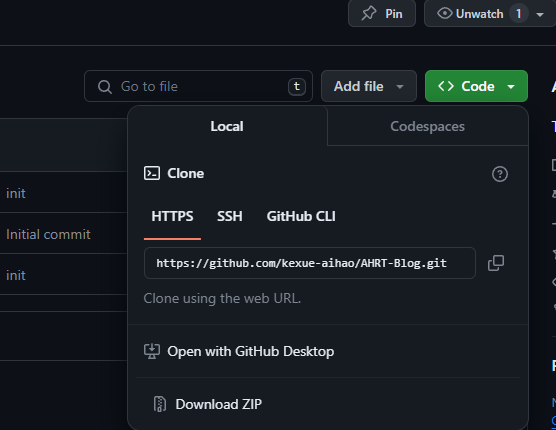 Pin
Unwatch 1
Go to file t
Add file
<> Code
Local
Codespaces
init
Initial commit
init
Clone
HTTPS
SSH
GitHub CLI
https://github.com/kexue-aihao/AHRT-Blog.git
Clone using the web URL.
Open with GitHub Desktop
Download ZIP